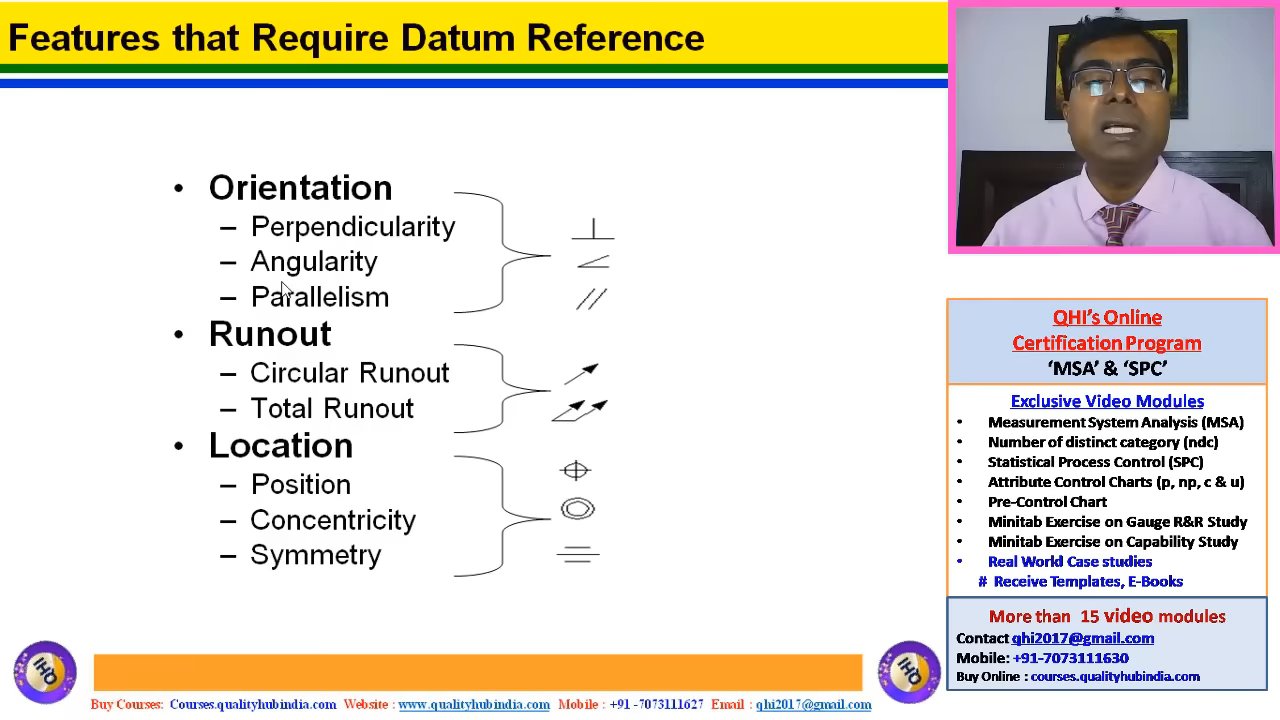 Features that Require Datum Reference
• Orientation
– Perpendicularity
– Angularity
– Parallelism
• Runout
– Circular Runout
– Total Runout
• Location
– Position
– Concentricity
– Symmetry
QHI's Online
Certification Program
'MSA' & 'SPC'
Exclusive Video Modules
• Measurement System Analysis (MSA)
• Number of distinct category (ndc)
• Statistical Process Control (SPC)
• Attribute Control Charts (p, np, c & u)
• Pre-Control Chart
• Minitab Exercise on Gauge R&R Study
• Minitab Exercise on Capability Study
• Real World Case studies
# Receive Templates, E-Books
More than 15 video modules
Contact qhi2017@gmail.com
Mobile: +91-7073111630
Buy Online : courses.qualityhubindia.com
QHI
QHI
Buy Courses: Courses.qualityhubindia.com Website : www.qualityhubindia.com Mobile : +91 -7073111627 Email : qhi2017@gmail.com